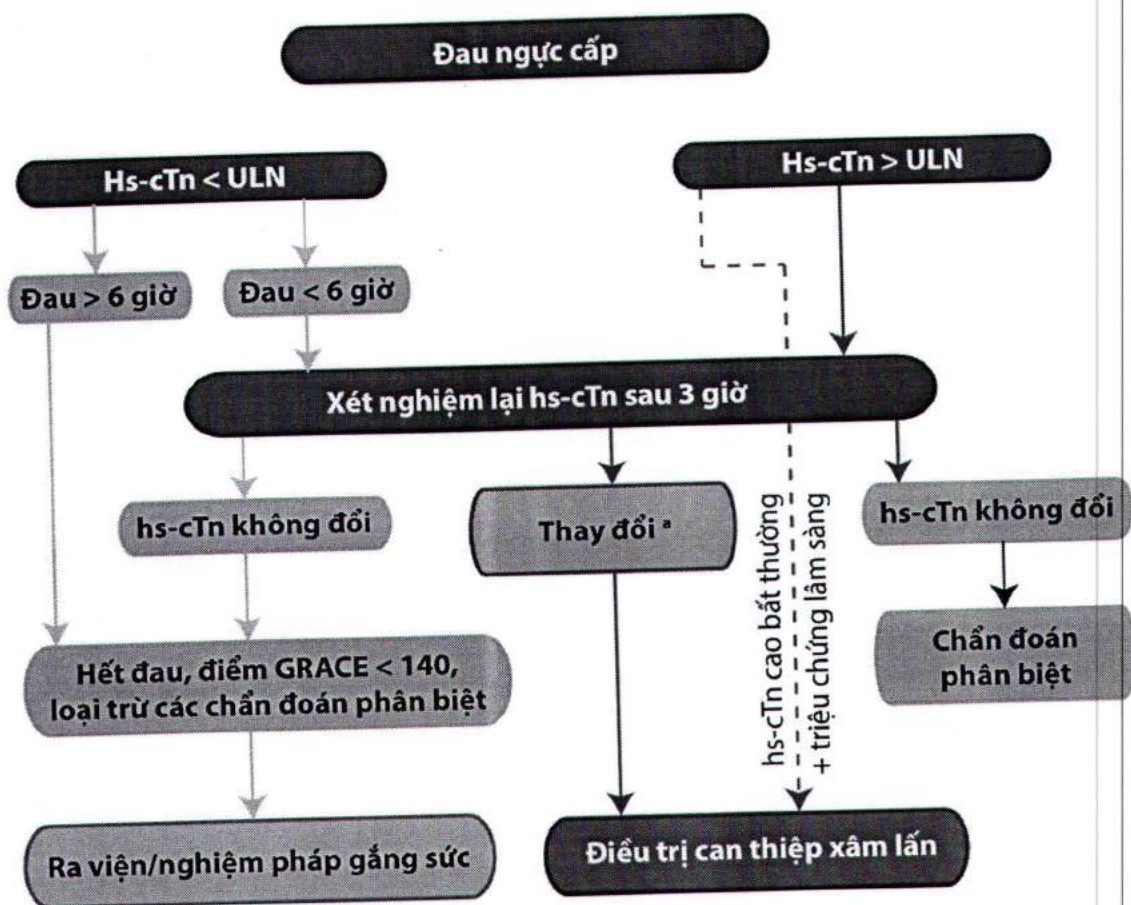 Đau ngực cấp
Hs-cTn < ULN
Hs-cTn > ULN
Đau > 6 giờ
Đau < 6 giờ
Xét nghiệm lại hs-cTn sau 3 giờ
hs-cTn không đổi
Thay đổi ᵃ
hs-cTn cao bất thường
+ triệu chứng lâm sàng
hs-cTn không đổi
Hết đau, điểm GRACE < 140,
loại trừ các chẩn đoán phân biệt
Chẩn đoán
phân biệt
Ra viện/nghiệm pháp gắng sức
Điều trị can thiệp xâm lấn